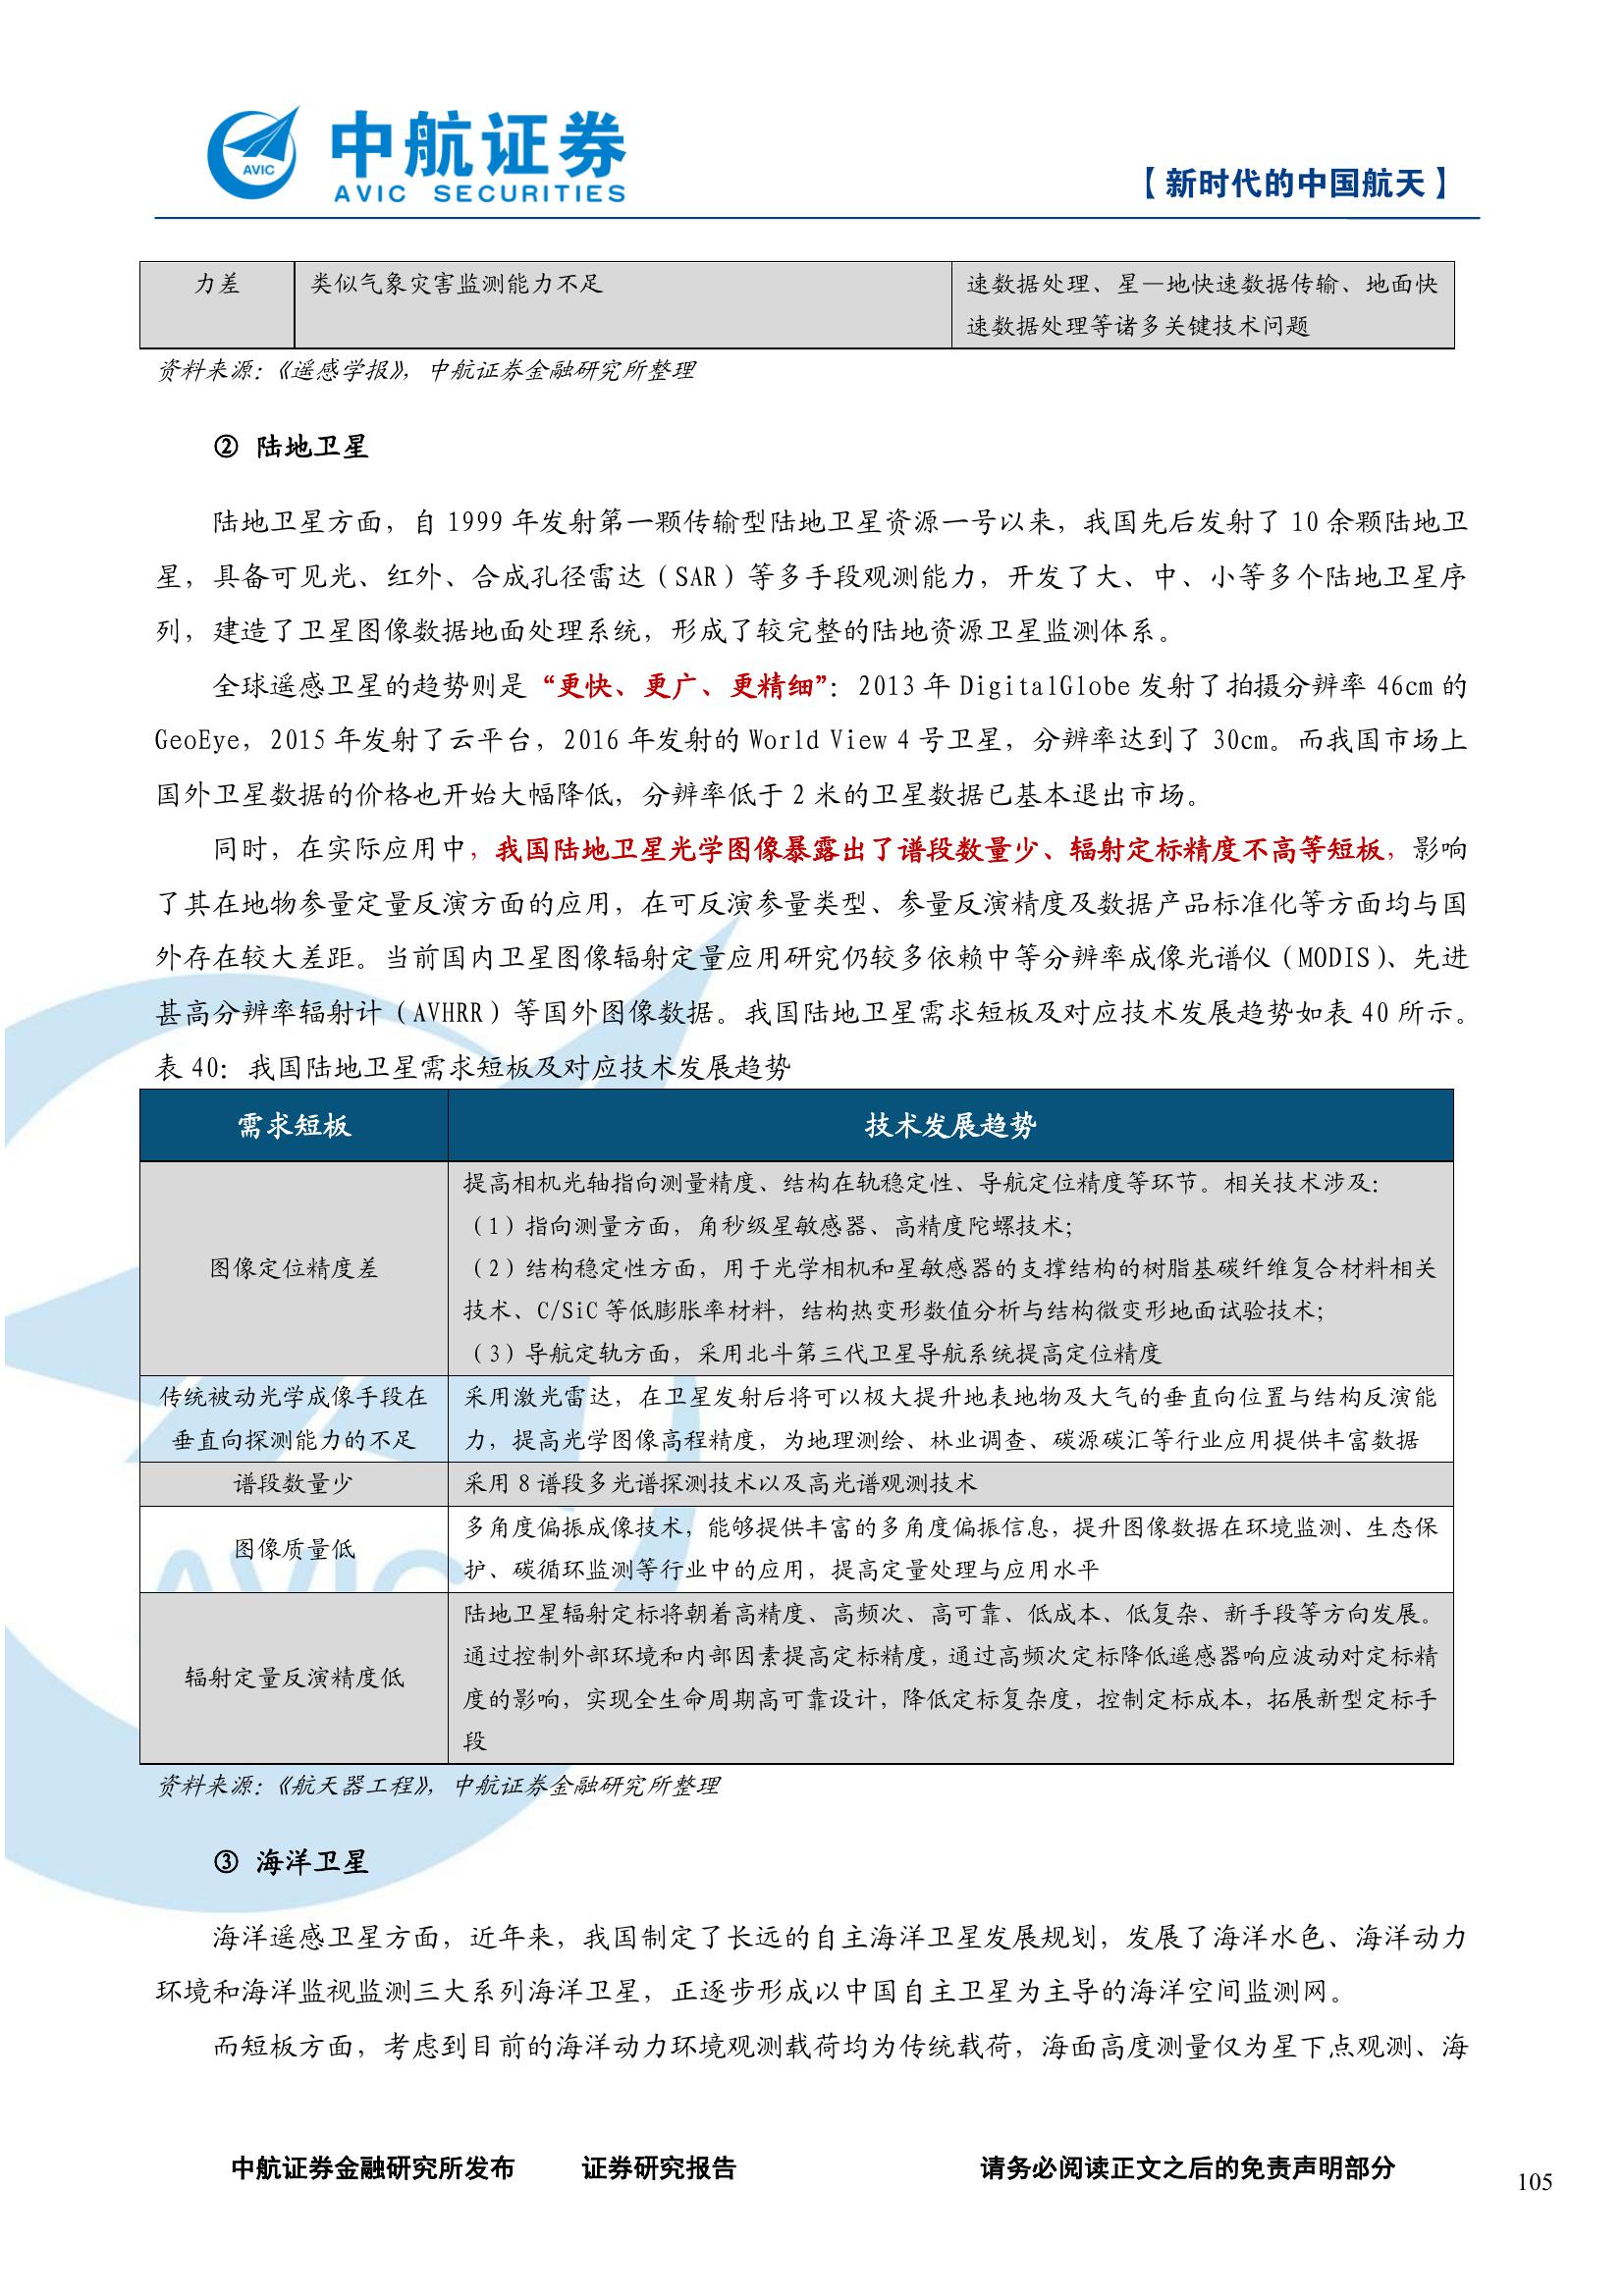 中航证券
AVIC SECURITIES
AVIC
【新时代的中国航天】
力差
类似气象灾害监测能力不足
速数据处理、星—地快速数据传输、地面快
速数据处理等诸多关键技术问题
资料来源：《遥感学报》，中航证券金融研究所整理
② 陆地卫星
陆地卫星方面，自 1999 年发射第一颗传输型陆地卫星资源一号以来，我国先后发射了 10 余颗陆地卫
星，具备可见光、红外、合成孔径雷达（SAR）等多手段观测能力，开发了大、中、小等多个陆地卫星序
列，建造了卫星图像数据地面处理系统，形成了较完整的陆地资源卫星监测体系。
全球遥感卫星的趋势则是“更快、更广、更精细”：2013 年 DigitalGlobe 发射了拍摄分辨率 46cm 的
GeoEye，2015 年发射了云平台，2016 年发射的 World View 4 号卫星，分辨率达到了 30cm。而我国市场上
国外卫星数据的价格也开始大幅降低，分辨率低于 2 米的卫星数据已基本退出市场。
同时，在实际应用中，我国陆地卫星光学图像暴露出了谱段数量少、辐射定标精度不高等短板，影响
了其在地物参量定量反演方面的应用，在可反演参量类型、参量反演精度及数据产品标准化等方面均与国
外存在较大差距。当前国内卫星图像辐射定量应用研究仍较多依赖中等分辨率成像光谱仪（MODIS）、先进
甚高分辨率辐射计（AVHRR）等国外图像数据。我国陆地卫星需求短板及对应技术发展趋势如表 40 所示。
表 40：我国陆地卫星需求短板及对应技术发展趋势
需求短板
技术发展趋势
图像定位精度差
提高相机光轴指向测量精度、结构在轨稳定性、导航定位精度等环节。相关技术涉及：
（1）指向测量方面，角秒级星敏感器、高精度陀螺技术；
（2）结构稳定性方面，用于光学相机和星敏感器的支撑结构的树脂基碳纤维复合材料相关
技术、C/SiC 等低膨胀率材料，结构热变形数值分析与结构微变形地面试验技术；
（3）导航定轨方面，采用北斗第三代卫星导航系统提高定位精度
传统被动光学成像手段在
垂直向探测能力的不足
采用激光雷达，在卫星发射后将可以极大提升地表地物及大气的垂直向位置与结构反演能
力，提高光学图像高程精度，为地理测绘、林业调查、碳源碳汇等行业应用提供丰富数据
谱段数量少
采用 8 谱段多光谱探测技术以及高光谱观测技术
图像质量低
多角度偏振成像技术，能够提供丰富的多角度偏振信息，提升图像数据在环境监测、生态保
护、碳循环监测等行业中的应用，提高定量处理与应用水平
辐射定量反演精度低
陆地卫星辐射定标将朝着高精度、高频次、高可靠、低成本、低复杂、新手段等方向发展。
通过控制外部环境和内部因素提高定标精度，通过高频次定标降低遥感器响应波动对定标精
度的影响，实现全生命周期高可靠设计，降低定标复杂度，控制定标成本，拓展新型定标手
段
资料来源：《航天器工程》，中航证券金融研究所整理
③ 海洋卫星
海洋遥感卫星方面，近年来，我国制定了长远的自主海洋卫星发展规划，发展了海洋水色、海洋动力
环境和海洋监视监测三大系列海洋卫星，正逐步形成以中国自主卫星为主导的海洋空间监测网。
而短板方面，考虑到目前的海洋动力环境观测载荷均为传统载荷，海面高度测量仅为星下点观测、海
中航证券金融研究所发布 证券研究报告 请务必阅读正文之后的免责声明部分
105